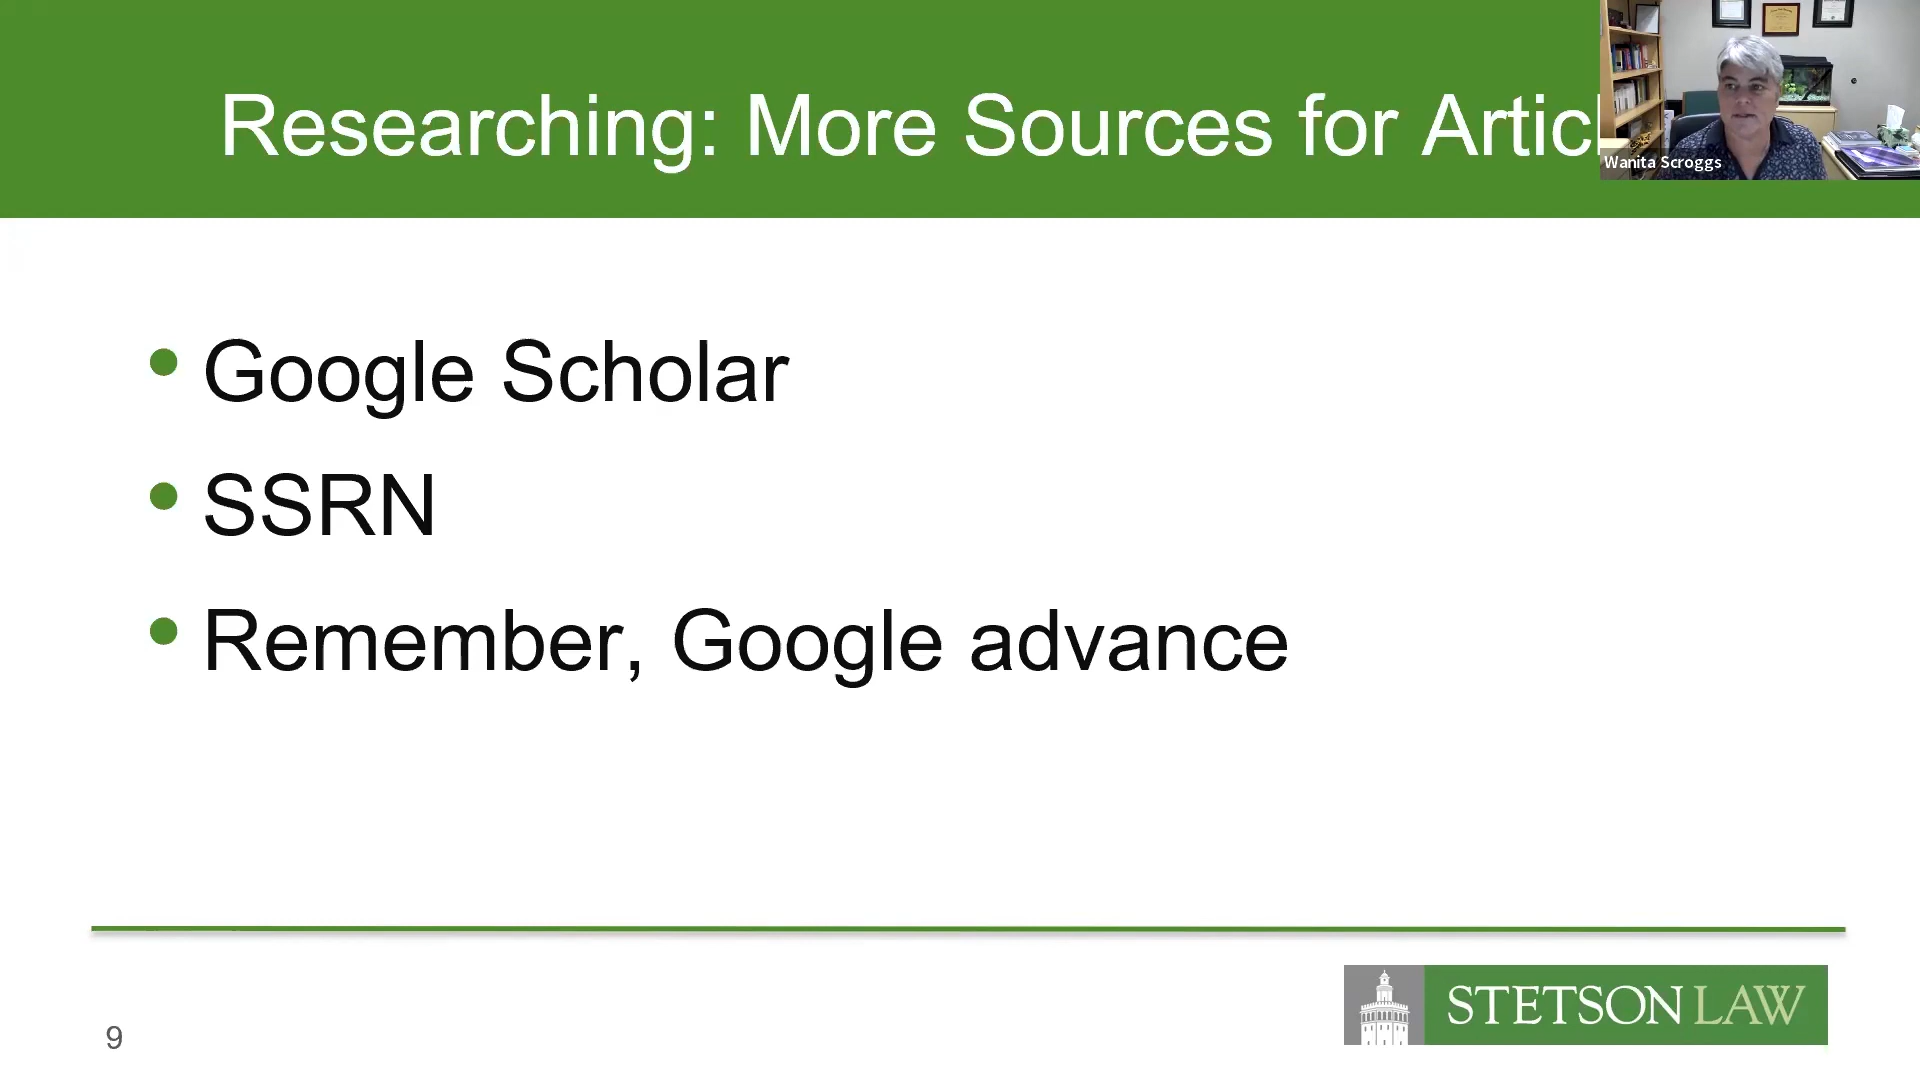 Researching: More Sources for Artic
Wanita Scroggs
Google Scholar
SSRN
Remember, Google advance
STETSON LAW
9